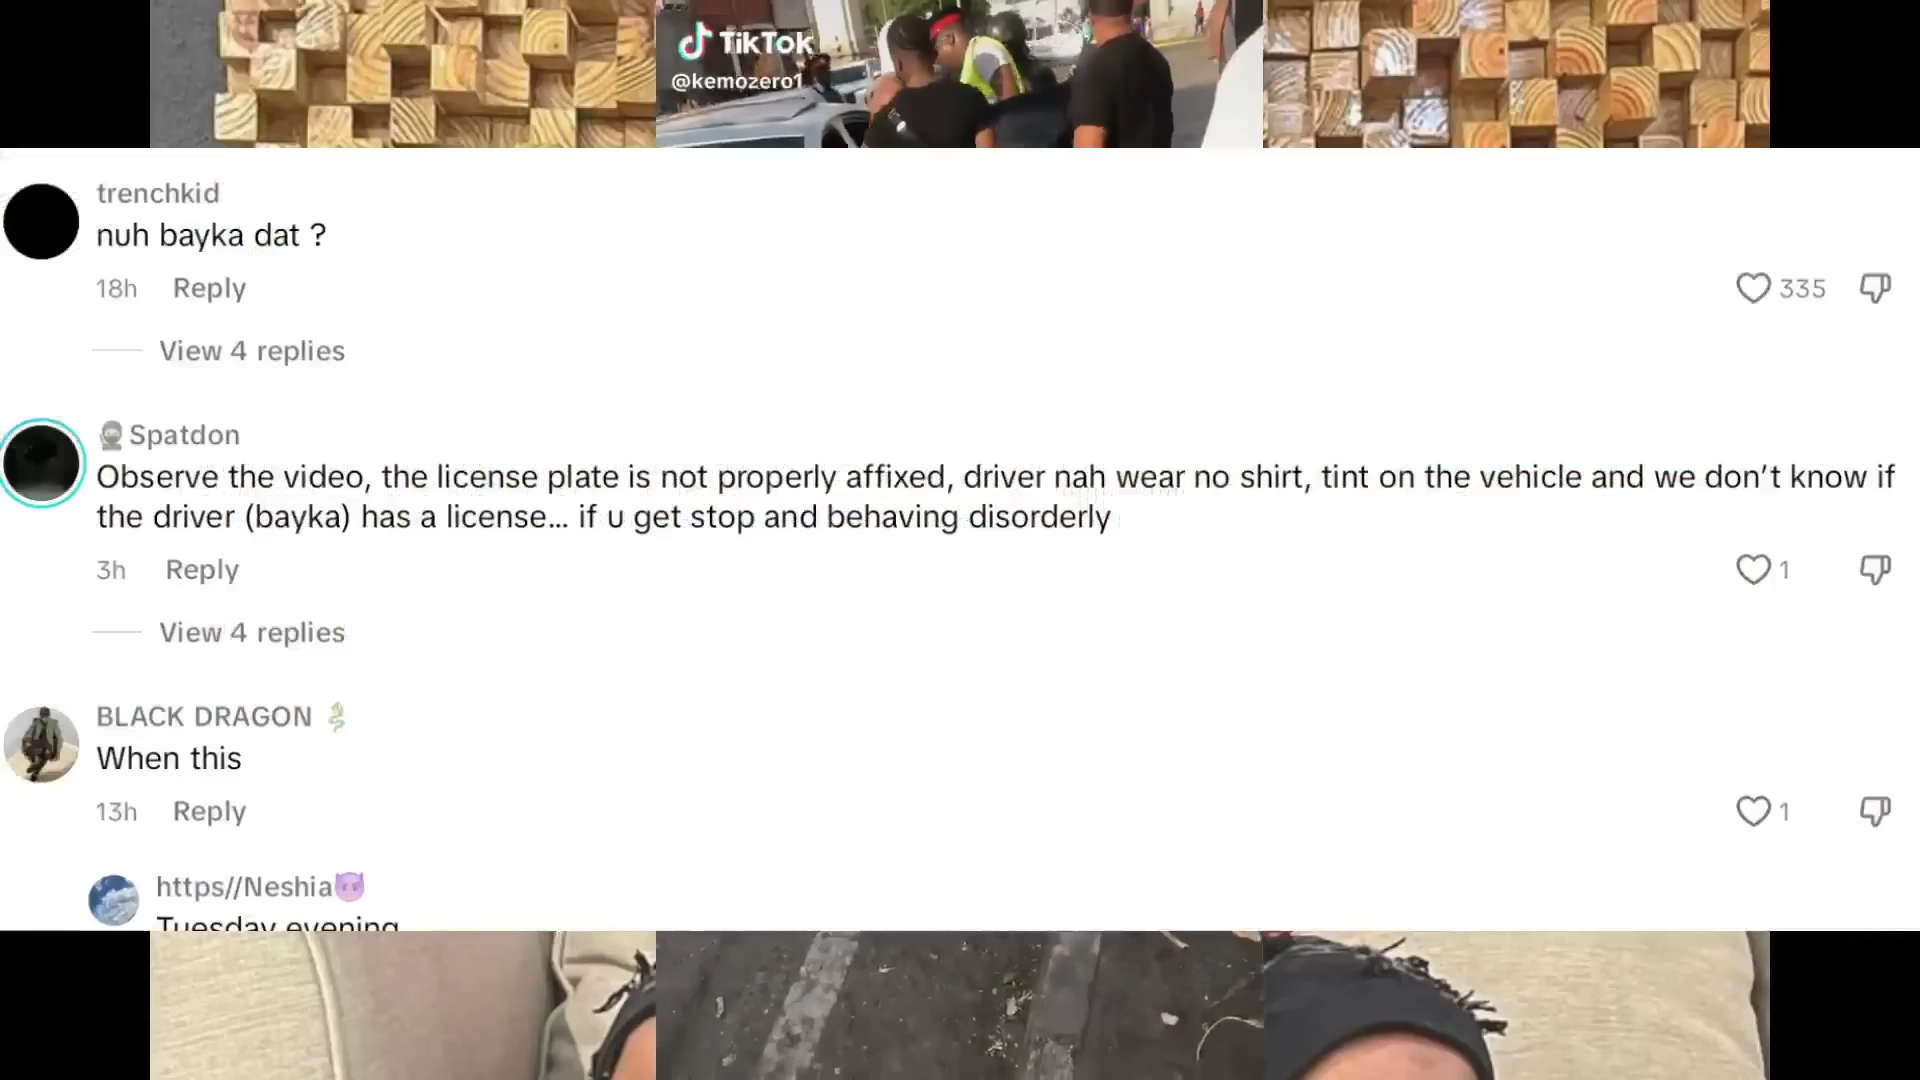 TikTok
@kemozero1
trenchkid
nuh bayka dat ?
18h Reply
335
View 4 replies
Spatdon
Observe the video, the license plate is not properly affixed, driver nah wear no shirt, tint on the vehicle and we don’t know if
the driver (bayka) has a license... if u get stop and behaving disorderly
3h Reply
1
View 4 replies
BLACK DRAGON
When this
13h Reply
1
https//Neshia
Tuesday evening